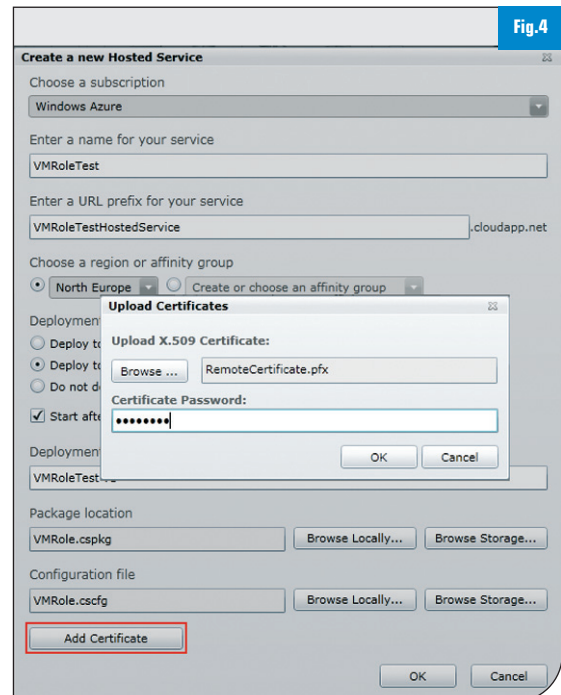 Fig.4
Create a new Hosted Service
Choose a subscription
Windows Azure
Enter a name for your service
VMRoleTest
Enter a URL prefix for your service
VMRoleTestHostedService .cloudapp.net
Choose a region or affinity group
North Europe Create or choose an affinity group
Upload Certificates
Upload X.509 Certificate:
Browse ... RemoteCertificate.pfx
Certificate Password:
••••••••
OK Cancel
Deployment
Deploy to
Deploy to
Do not d
Start afte
Deployment
VMRoleTest
Package location
VMRole.cspkg Browse Locally... Browse Storage...
Configuration file
VMRole.cscfg Browse Locally... Browse Storage...
Add Certificate
OK Cancel